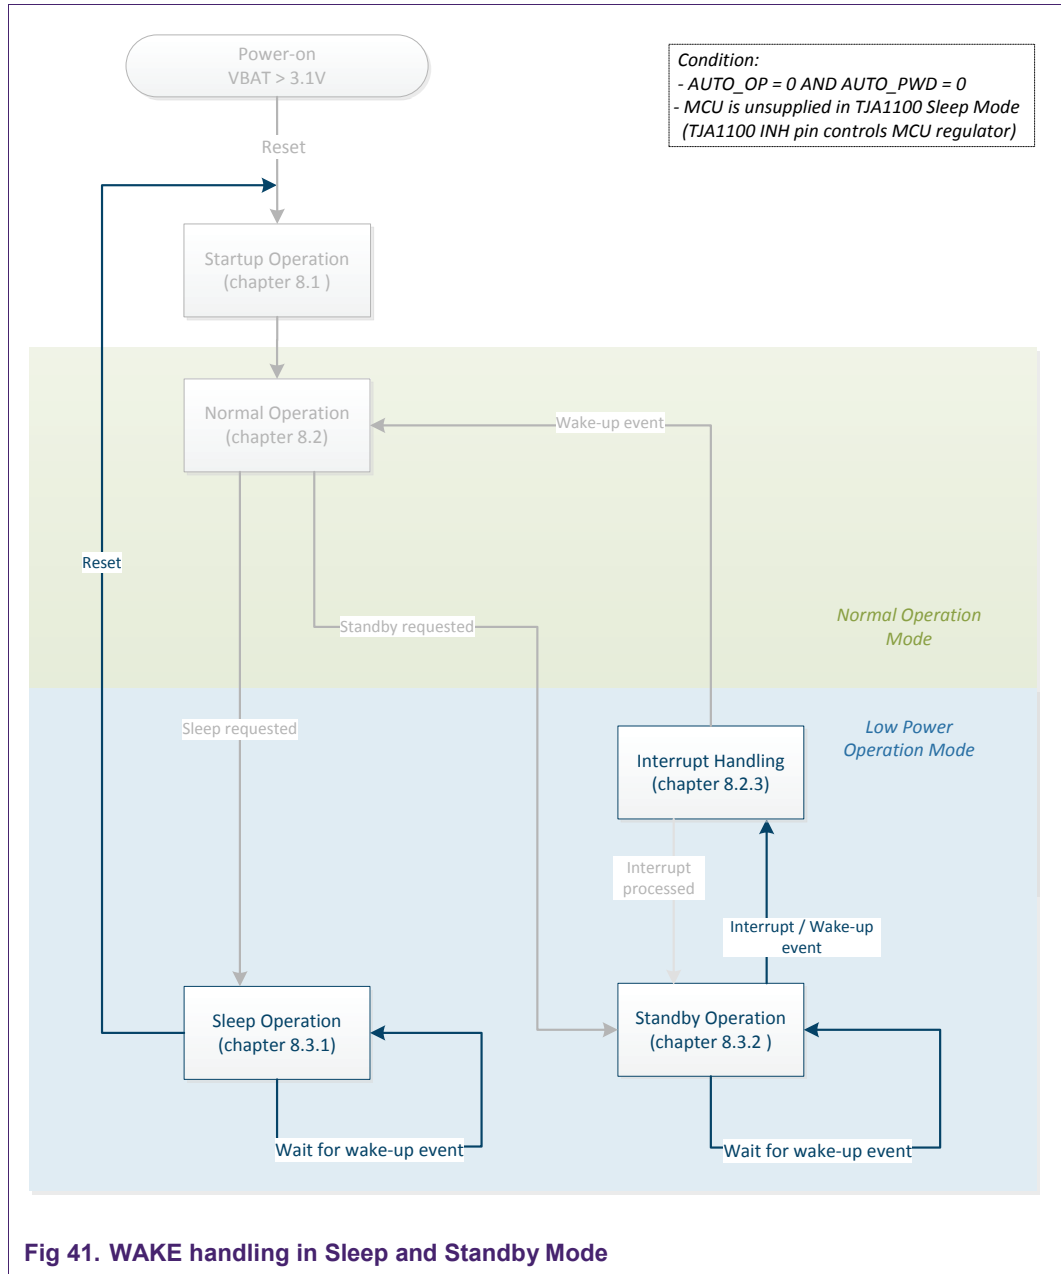 Power-on
VBAT > 3.1V
Condition:
- AUTO_OP = 0 AND AUTO_PWD = 0
- MCU is unsupplied in TJA1100 Sleep Mode
(TJA1100 INH pin controls MCU regulator)
Reset
Startup Operation
(chapter 8.1 )
Normal Operation
(chapter 8.2)
Wake-up event
Reset
Standby requested
Normal Operation
Mode
Sleep requested
Low Power
Operation Mode
Interrupt Handling
(chapter 8.2.3)
Interrupt
processed
Interrupt / Wake-up
event
Sleep Operation
(chapter 8.3.1)
Standby Operation
(chapter 8.3.2 )
Wait for wake-up event
Wait for wake-up event
Fig 41. WAKE handling in Sleep and Standby Mode